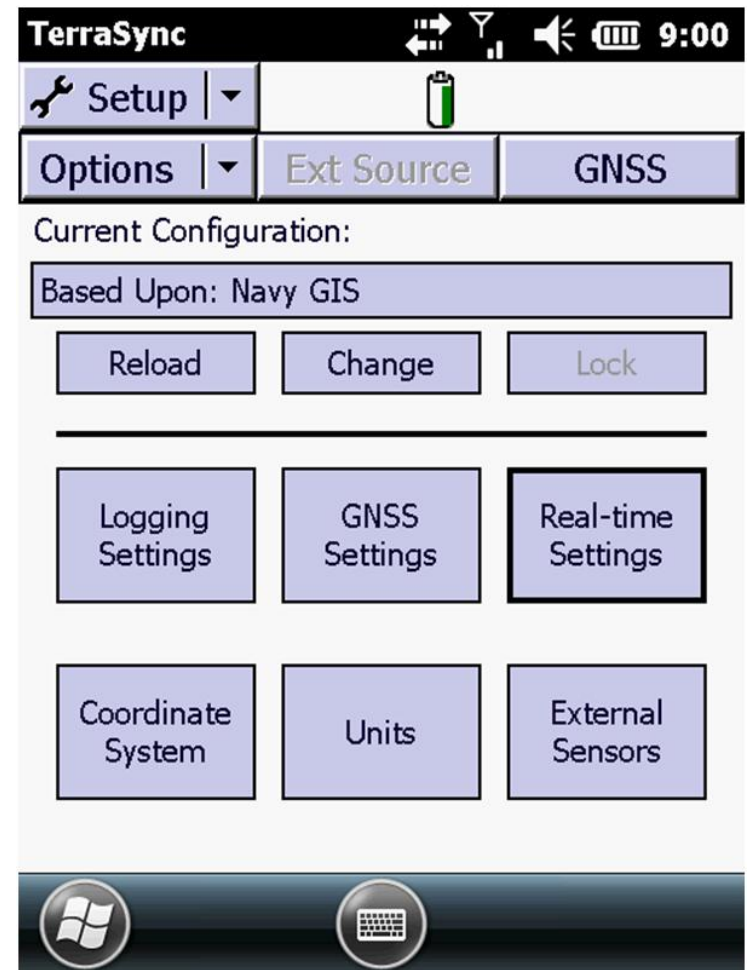 TerraSync 9:00
Setup
Options Ext Source GNSS
Current Configuration:
Based Upon: Navy GIS
Reload Change Lock
Logging Settings
GNSS Settings
Real-time Settings
Coordinate System
Units
External Sensors